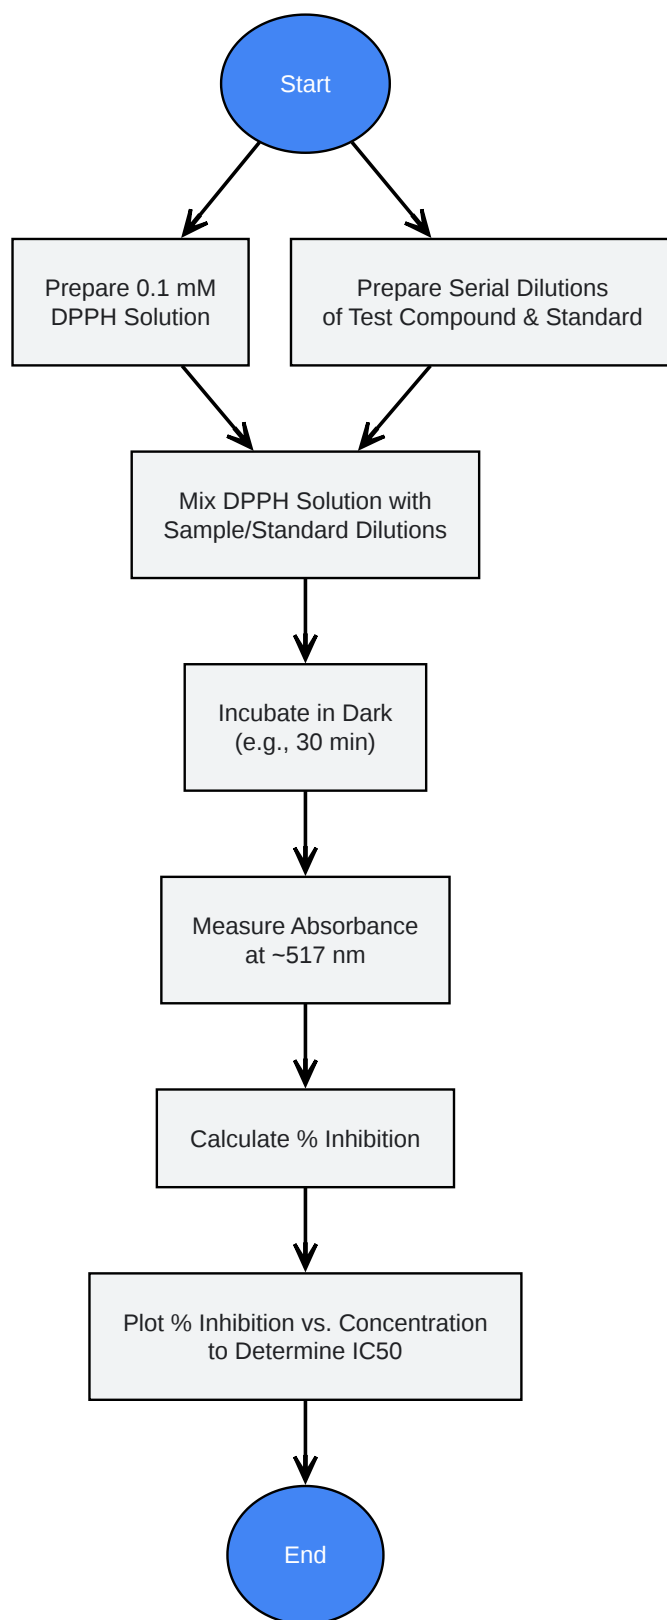 Start
Prepare 0.1 mM
DPPH Solution
Prepare Serial Dilutions
of Test Compound & Standard
Mix DPPH Solution with
Sample/Standard Dilutions
Incubate in Dark
(e.g., 30 min)
Measure Absorbance
at ~517 nm
Calculate % Inhibition
Plot % Inhibition vs. Concentration
to Determine IC50
End